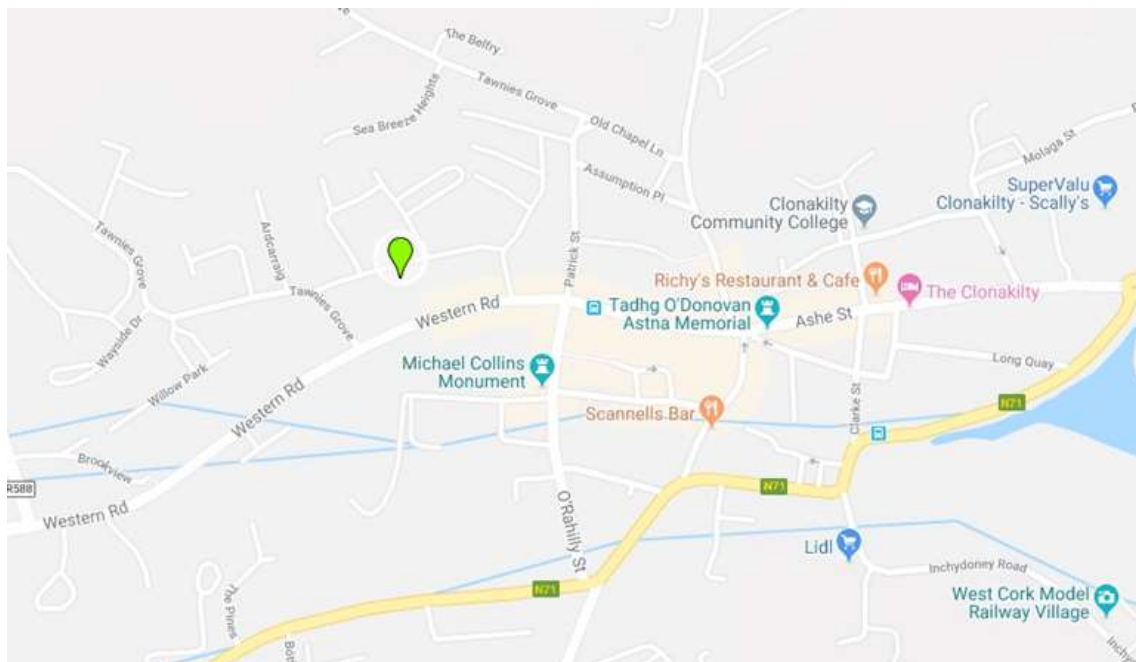 The Belfry
Tawnies Grove
Sea Breeze Heights
Old Chapel Ln
Assumption Pl
Molaga St
SuperValu
Clonakilty - Scally's
Clonakilty
Community College
Tawnies Grove
Ardcarraig
Patrick St
Richy's Restaurant & Cafe
The Clonakilty
Tawnies Grove
Western Rd
Tadhg O'Donovan
Astna Memorial
Ashe St
Wayside Dr
Michael Collins
Monument
Long Quay
Willow Park
Western Rd
Scannells Bar
Clarke St
N71
Brookview
R588
N71
Western Rd
O'Rahilly St
Lidl
Inchydoney Road
N71
The Pines
West Cork Model
Railway Village